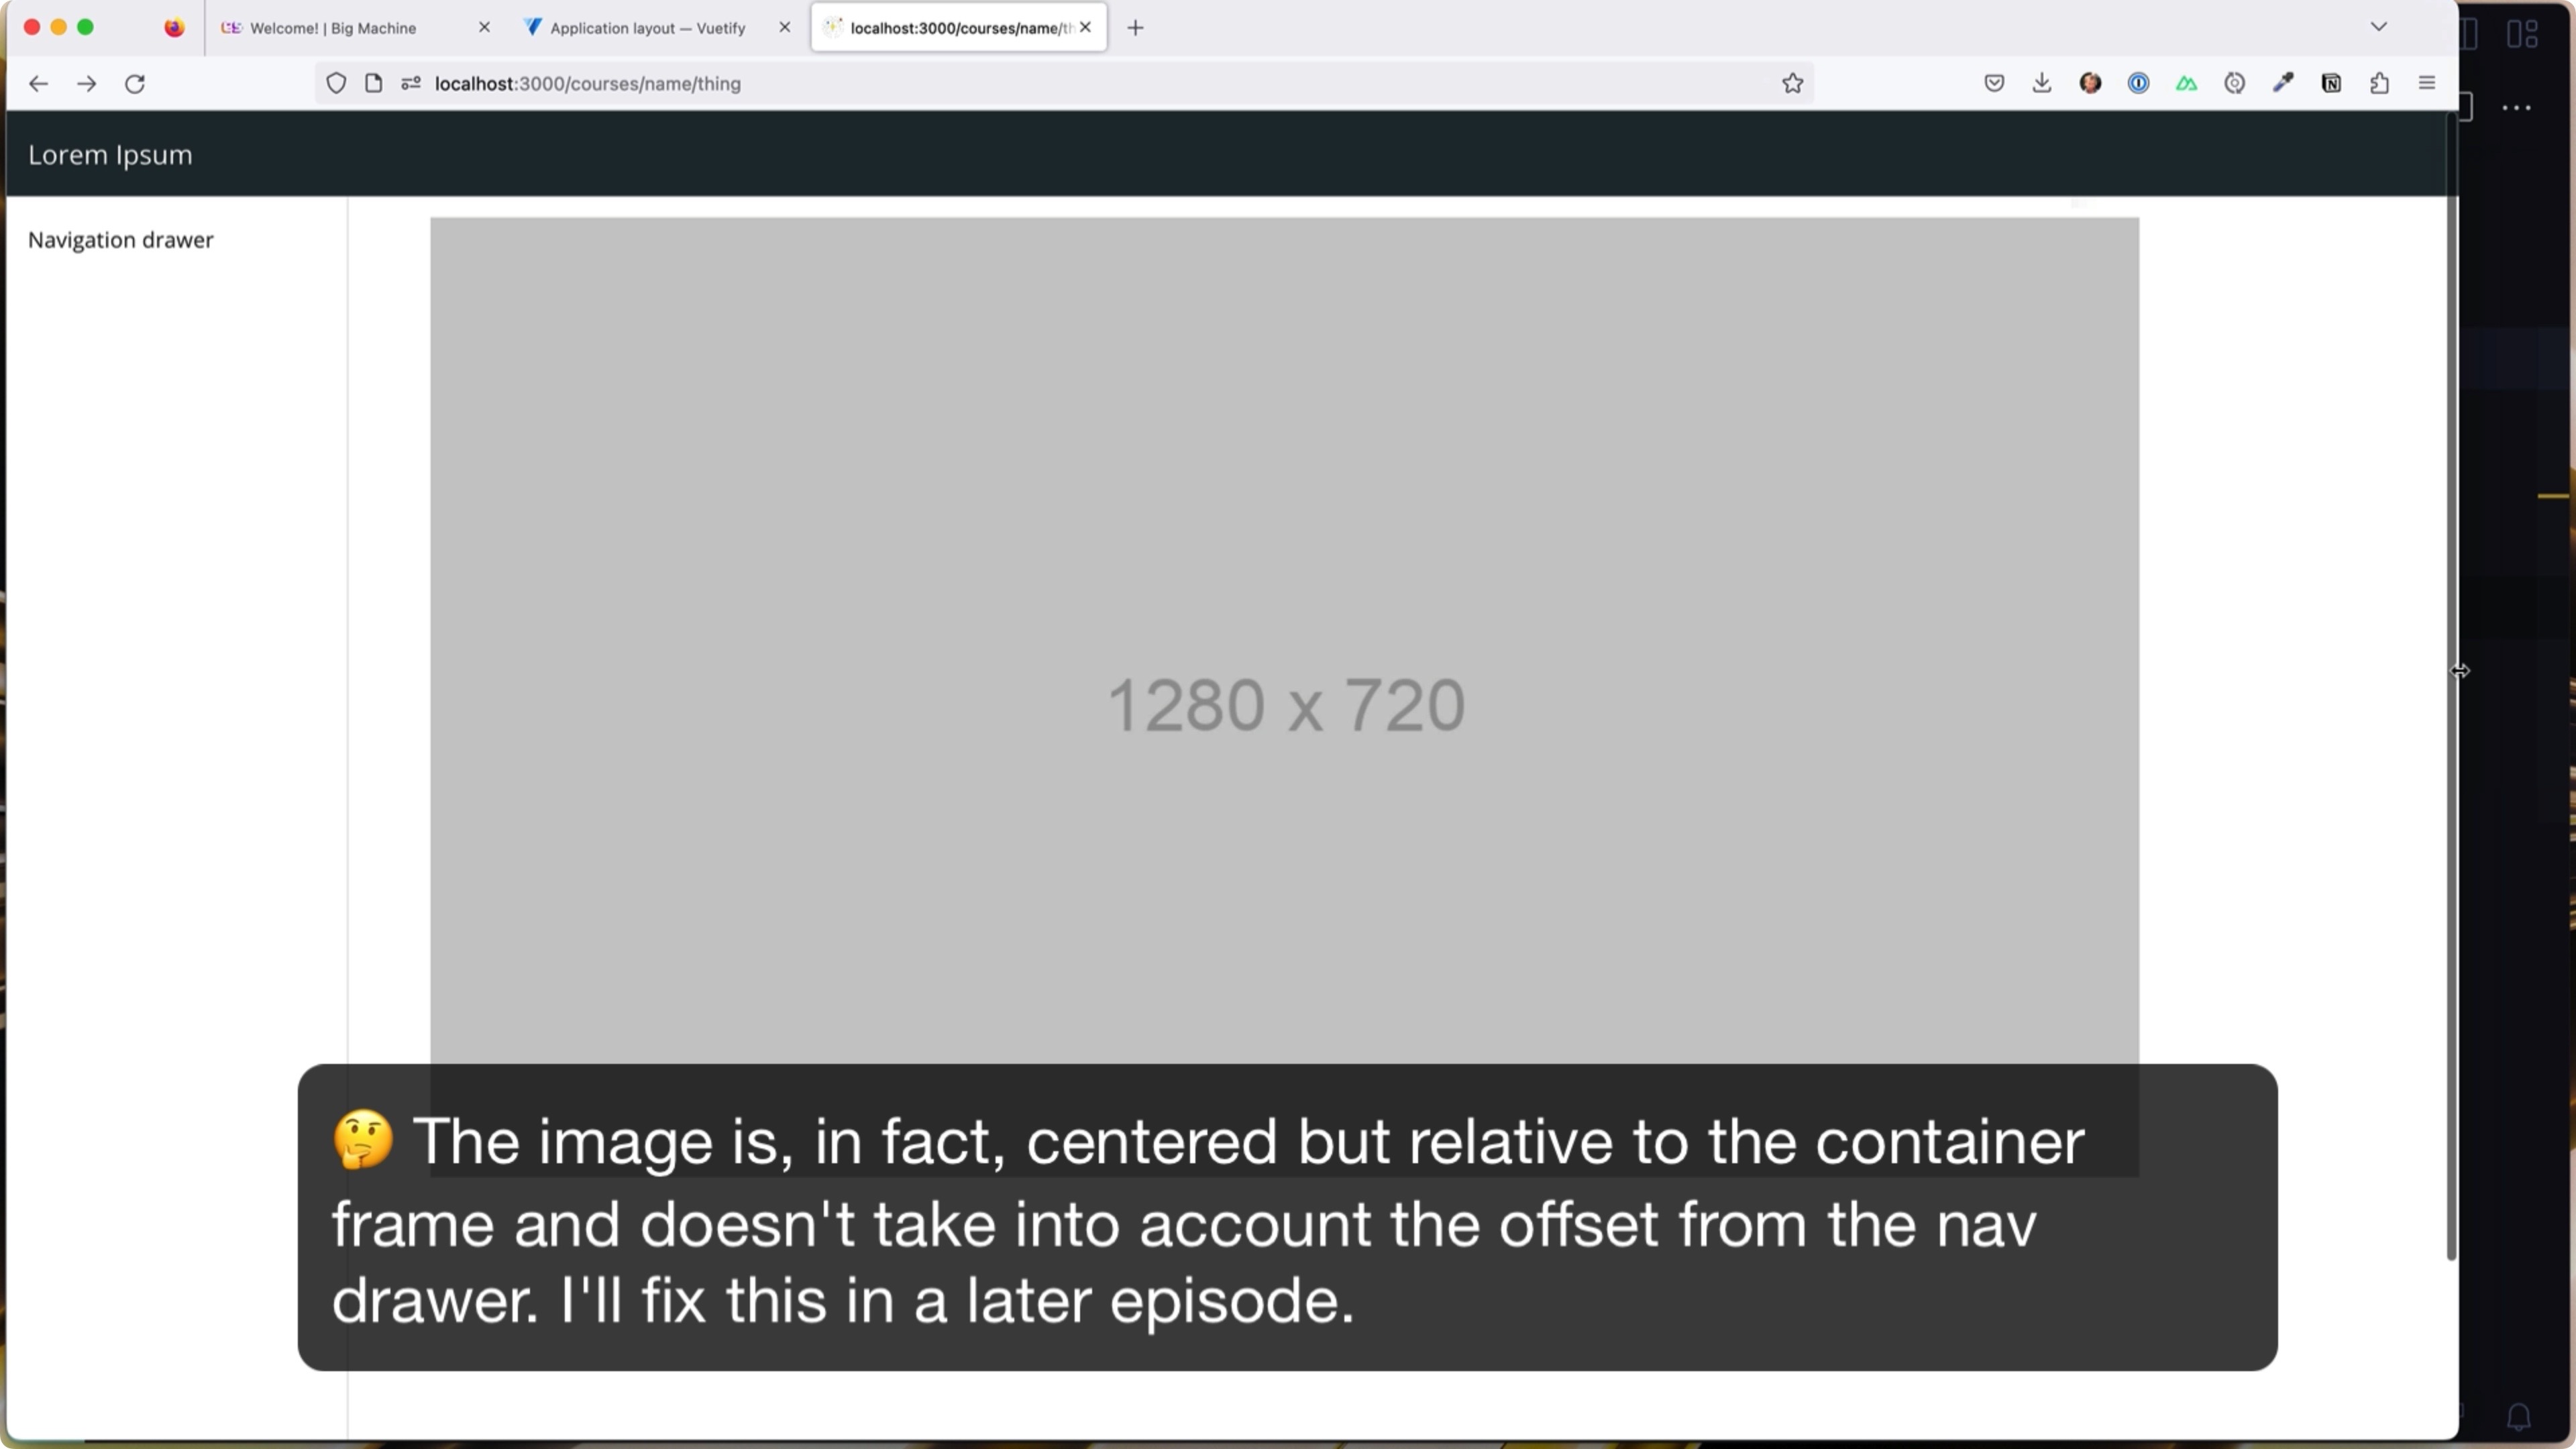 Welcome! | Big Machine
Application layout — Vuetify
localhost:3000/courses/name/th
localhost:3000/courses/name/thing
Lorem Ipsum
Navigation drawer
1280 x 720
🤔 The image is, in fact, centered but relative to the container
frame and doesn't take into account the offset from the nav
drawer. I'll fix this in a later episode.